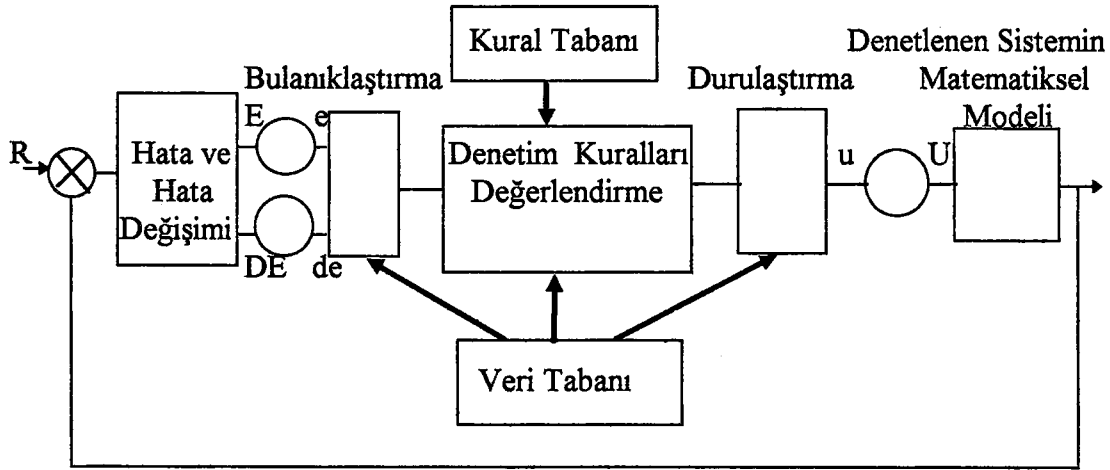 Kural Tabanı
Denetlenen Sistemin
Matematiksel
Modeli
Bulanıklaştırma
Durulaştırma
E e
R
Hata ve
Hata
Değişimi
Denetim Kuralları
Değerlendirme
u U
DE de
Veri Tabanı